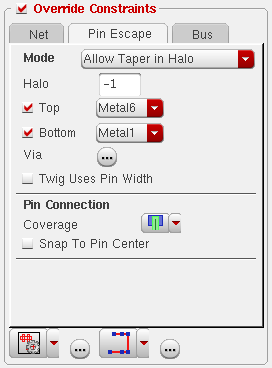 Override Constraints
Net Pin Escape Bus
Mode Allow Taper in Halo
Halo -1
Top Metal6
Bottom Metal1
Via ...
Twig Uses Pin Width
Pin Connection
Coverage
Snap To Pin Center
... ...